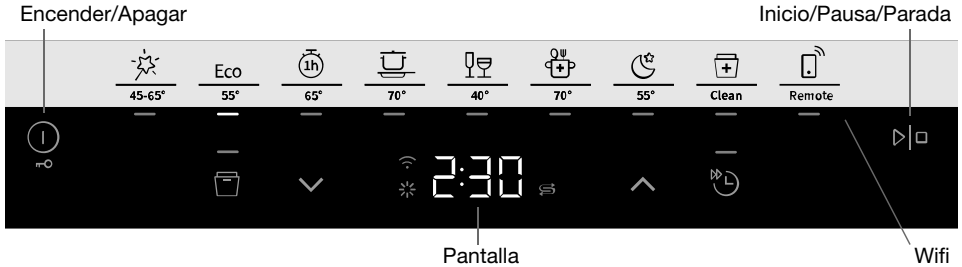 Encender/Apagar Inicio/Pausa/Parada
Eco 1h
45-65° 55° 65° 70° 40° 70° 55° Clean Remote
2:30
Pantalla Wifi